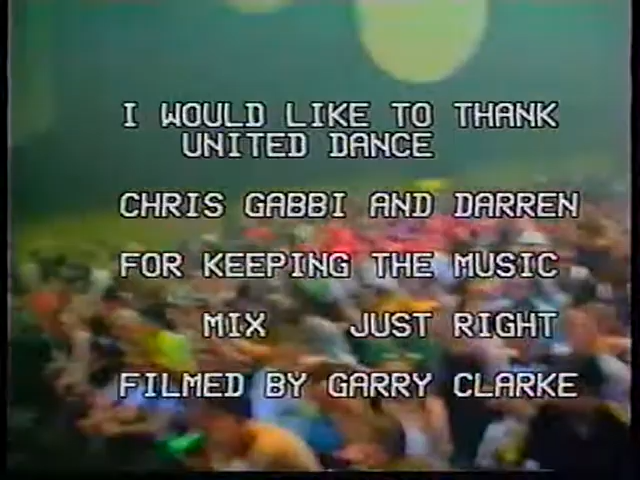 I WOULD LIKE TO THANK
UNITED DANCE
CHRIS GABBI AND DARREN
FOR KEEPING THE MUSIC
MIX JUST RIGHT
FILMED BY GARRY CLARKE